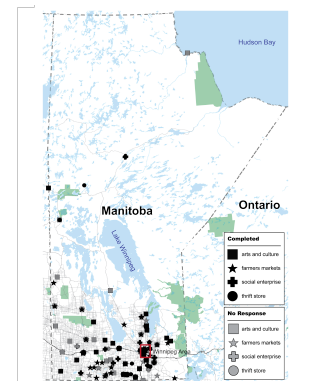 Hudson Bay
Ontario
Manitoba
Lake Winnipeg
Completed
arts and culture
farmers markets
social enterprise
thrift store
No Response
arts and culture
farmers markets
social enterprise
thrift store
Winnipeg Area